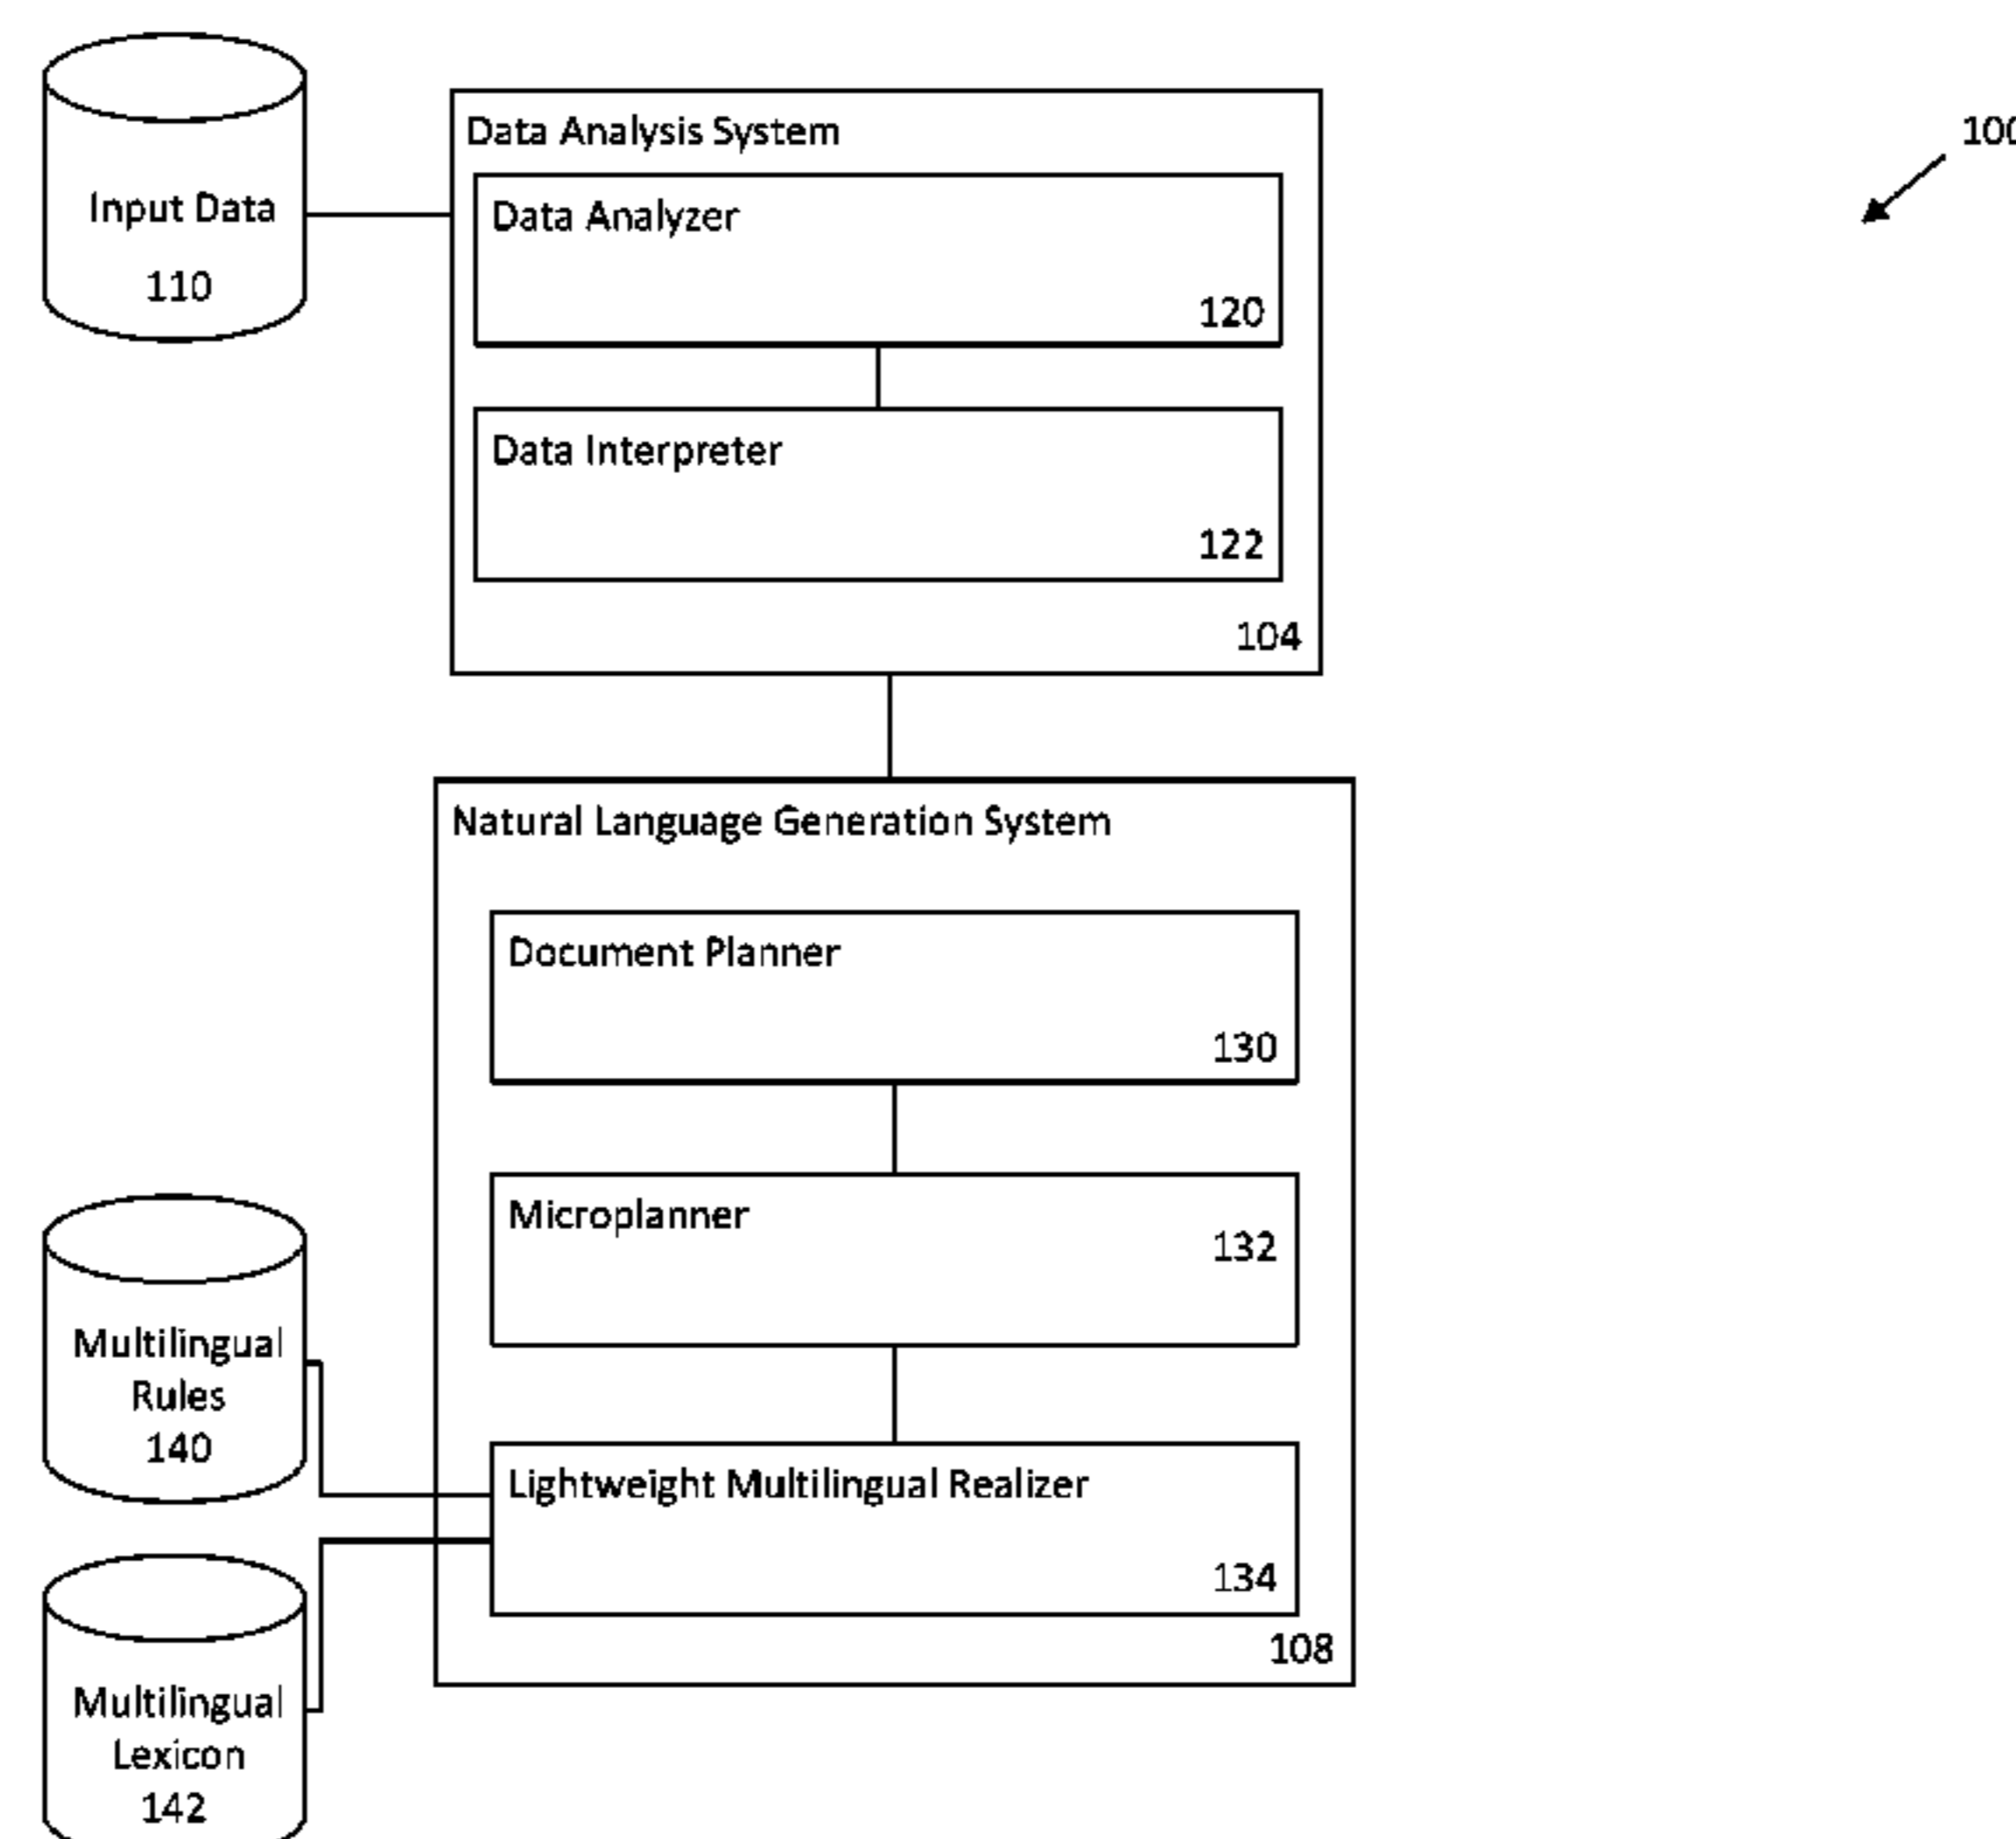 100
Input Data
110
Data Analysis System
Data Analyzer
120
Data Interpreter
122
104
Natural Language Generation System
Document Planner
130
Microplanner
132
Lightweight Multilingual Realizer
134
108
Multilingual
Rules
140
Multilingual
Lexicon
142